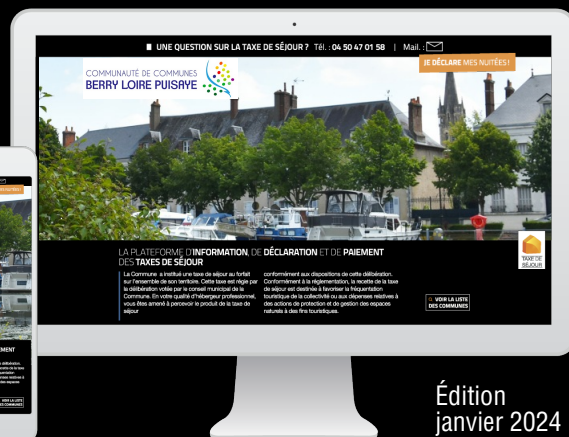 UNE QUESTION SUR LA TAXE DE SÉJOUR ? Tél. : 04 50 47 01 58 | Mail. :
JE DÉCLARE MES NUITÉES !
COMMUNAUTÉ DE COMMUNES
BERRY LOIRE PUISAYE
LA PLATEFORME D'INFORMATION, DE DÉCLARATION ET DE PAIEMENT
DES TAXES DE SÉJOUR
La Commune a institué une taxe de séjour au forfait
sur l'ensemble de son territoire. Cette taxe est régie par
la délibération votée par le conseil municipal de la
Commune. En votre qualité d'hébergeur professionnel,
vous êtes amené à percevoir le produit de la taxe de
séjour
conformément aux dispositions de cette délibération.
Conformément à la réglementation, la recette de la taxe
de séjour est destinée à favoriser la fréquentation
touristique de la collectivité ou aux dépenses relatives à
des actions de protection et de gestion des espaces
naturels à des fins touristiques.
TAXE DE
SÉJOUR
VOIR LA LISTE
DES COMMUNES
EMENT
VOIR LA LISTE
DES COMMUNES
Édition
janvier 2024